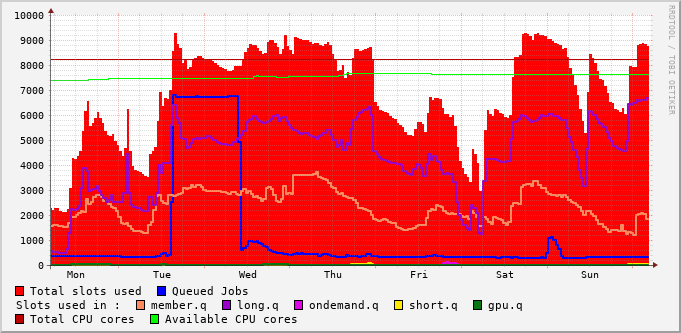 RRDTOOL / TOBI OETIKER
10000
9000
8000
7000
6000
5000
4000
3000
2000
1000
0
Mon Tue Wed Thu Fri Sat Sun
Total slots used Queued Jobs
Slots used in : member.q long.q ondemand.q short.q gpu.q
Total CPU cores Available CPU cores